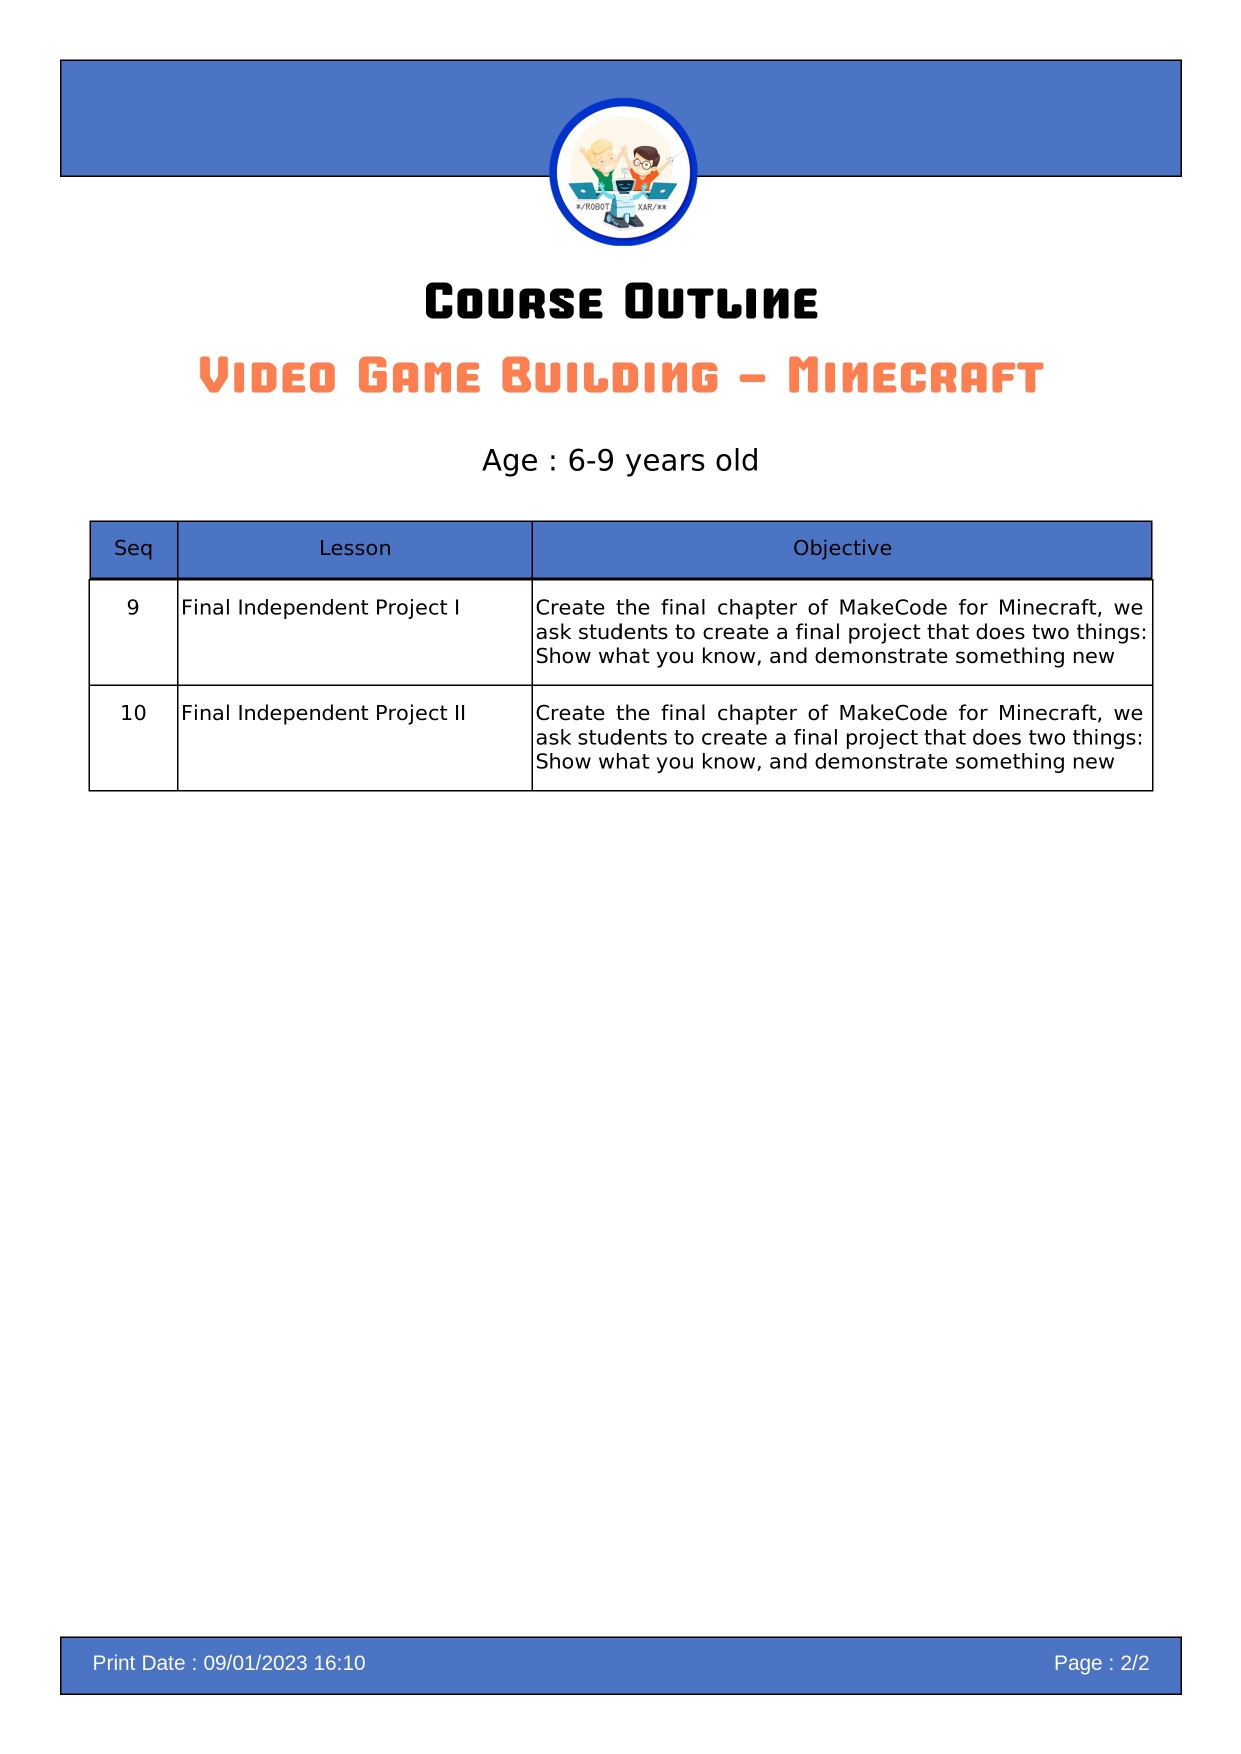 */ROBOT XAR/**
Course Outline
Video Game Building - Minecraft
Age : 6-9 years old
Seq Lesson Objective
9 Final Independent Project I Create the final chapter of MakeCode for Minecraft, we
ask students to create a final project that does two things:
Show what you know, and demonstrate something new
10 Final Independent Project II Create the final chapter of MakeCode for Minecraft, we
ask students to create a final project that does two things:
Show what you know, and demonstrate something new
Print Date : 09/01/2023 16:10 Page : 2/2